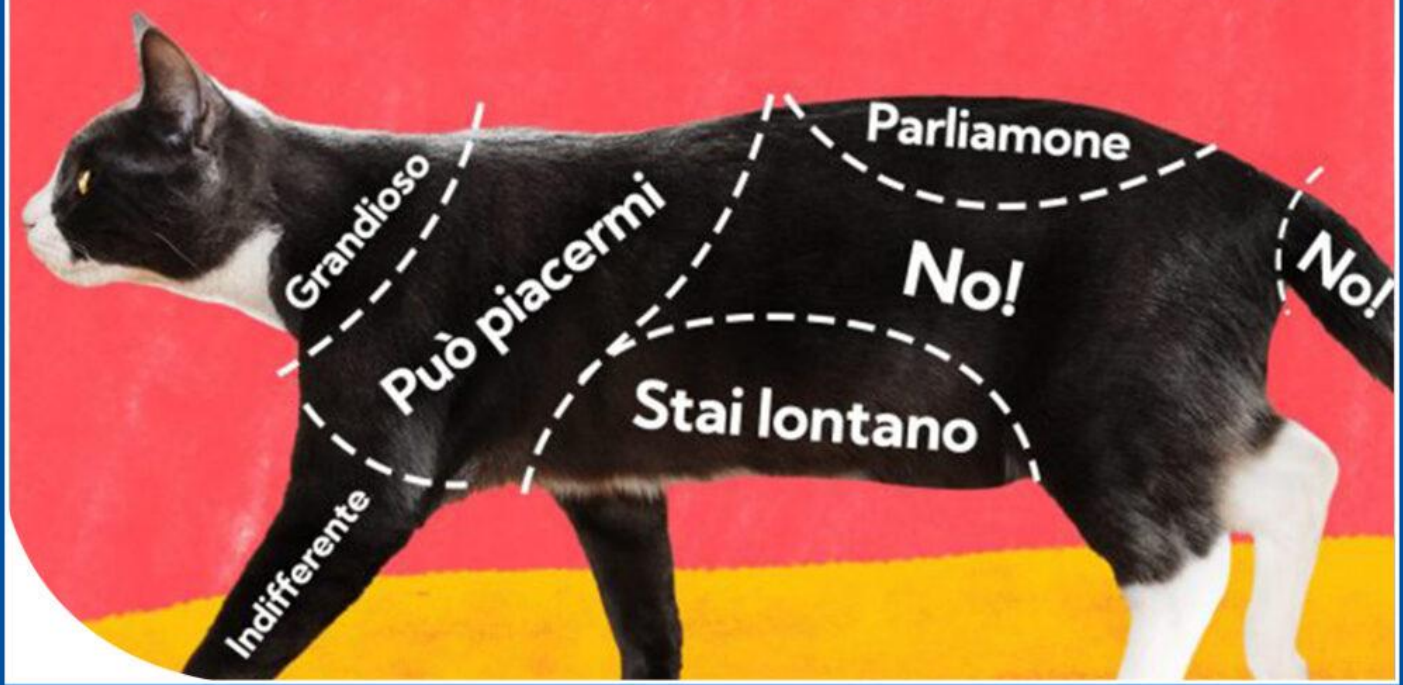 Parliamone
Grandioso
Può piacermi
No!
No!
Stai lontano
Indifferente